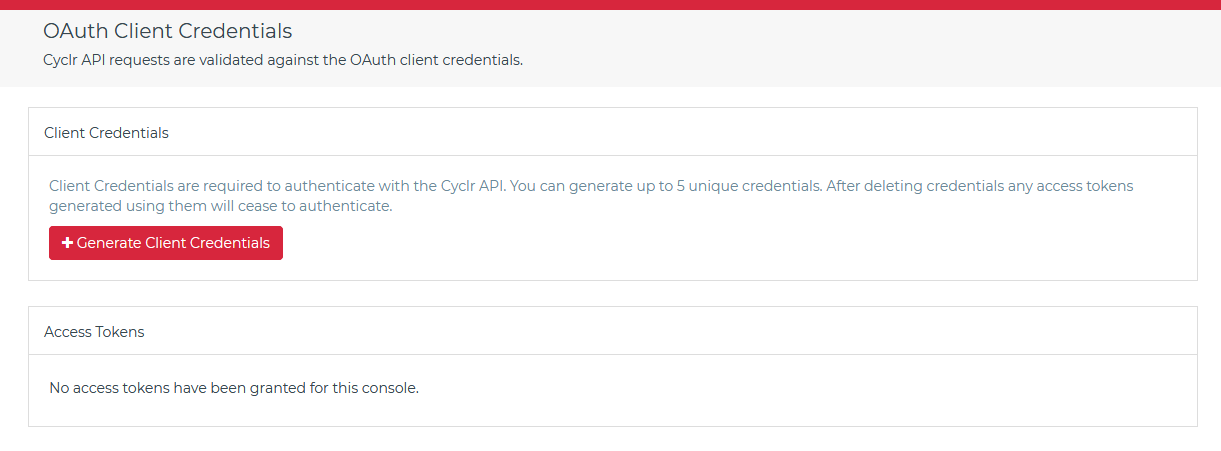 OAuth Client Credentials
Cyclr API requests are validated against the OAuth client credentials.
Client Credentials
Client Credentials are required to authenticate with the Cyclr API. You can generate up to 5 unique credentials. After deleting credentials any access tokens
generated using them will cease to authenticate.
+ Generate Client Credentials
Access Tokens
No access tokens have been granted for this console.